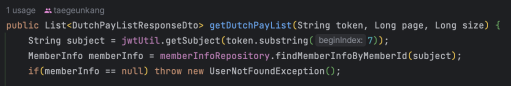 1 usage taegeunkang
public List<DutchPayListResponseDto> getDutchPayList(String token, Long page, Long size) {
String subject = jwtUtil.getSubject(token.substring( beginIndex: 7));
MemberInfo memberInfo = memberInfoRepository.findMemberInfoByMemberId(subject);
if(memberInfo == null) throw new UserNotFoundException();